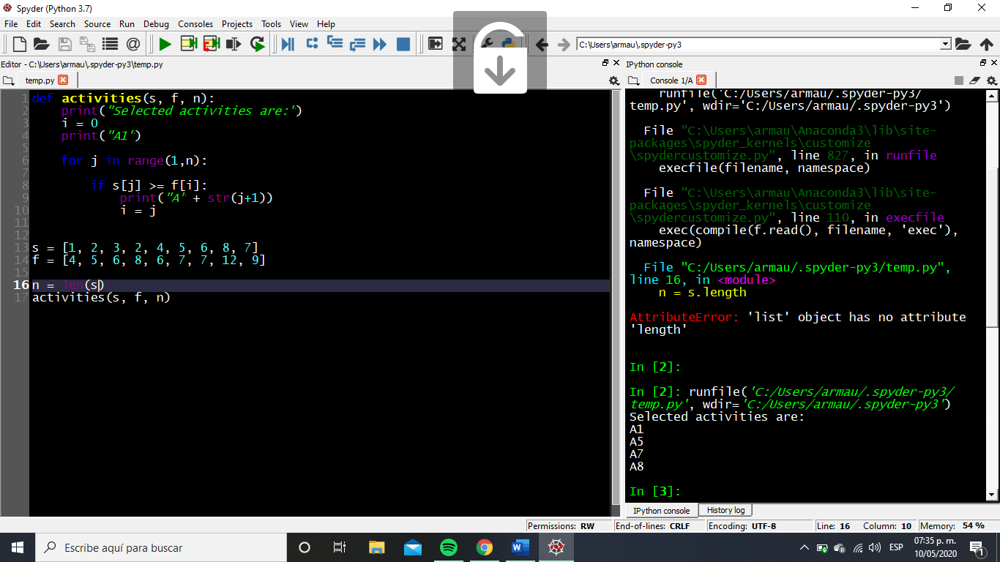 Spyder (Python 3.7)
File Edit Search Source Run Debug Consoles Projects Tools View Help
C:\Users\armau\.spyder-py3
Editor - C:\Users\armau\.spyder-py3\temp.py
temp.py
1 def activities(s, f, n):
2     print("Selected activities are:")
3     i = 0
4     print("A1")
5
6     for j in range(1,n):
7
8         if s[j] >= f[i]:
9             print("A" + str(j+1))
10             i = j
11
12
13 s = [1, 2, 3, 2, 4, 5, 6, 8, 7]
14 f = [4, 5, 6, 8, 6, 7, 7, 12, 9]
15
16 n = len(s)
17 activities(s, f, n)
IPython console
Console 1/A
runfile('C:/Users/armau/.spyder-py3/
temp.py', wdir='C:/Users/armau/.spyder-py3')
File "C:\Users\armau\Anaconda3\lib\site-
packages\spyder_kernels\customize
\spydercustomize.py", line 827, in runfile
execfile(filename, namespace)
File "C:\Users\armau\Anaconda3\lib\site-
packages\spyder_kernels\customize
\spydercustomize.py", line 110, in execfile
exec(compile(f.read(), filename, 'exec'),
namespace)
File "C:/Users/armau/.spyder-py3/temp.py",
line 16, in <module>
n = s.length
AttributeError: 'list' object has no attribute
'length'
In [2]:
In [2]: runfile('C:/Users/armau/.spyder-py3/
temp.py', wdir='C:/Users/armau/.spyder-py3')
Selected activities are:
A1
A5
A7
A8
In [3]:
IPython console History log
Permissions: RW End-of-lines: CRLF Encoding: UTF-8 Line: 16 Column: 10 Memory: 54 %
Escribe aquí para buscar
ESP
07:35 p. m.
10/05/2020
1